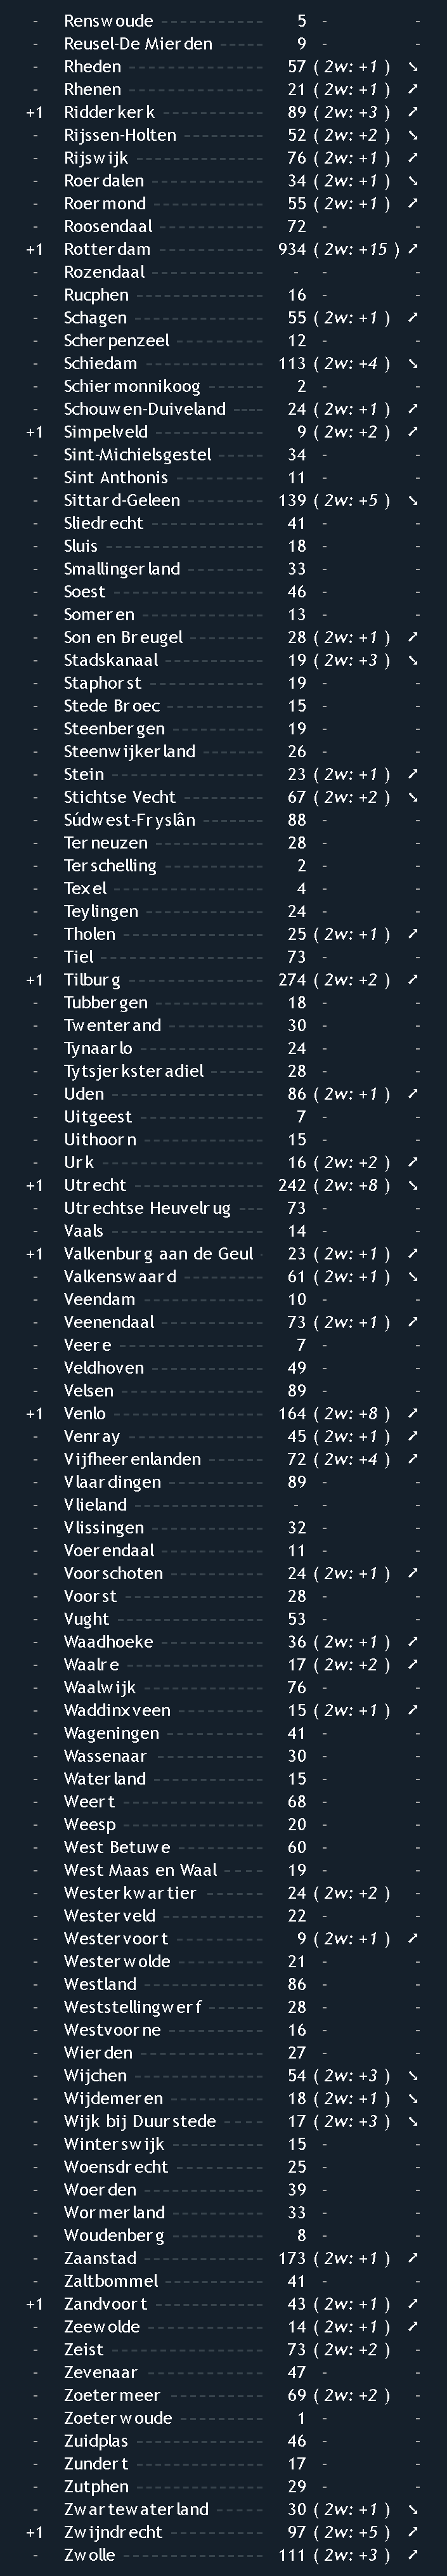 - Renswoude ----------- 5 - -
- Reusel-De Mierden ------ 9 - -
- Rheden -------------- 57 ( 2w: +1 ) ➘
- Rhenen -------------- 21 ( 2w: +1 ) ➚
+1 Ridderkerk ----------- 89 ( 2w: +3 ) ➚
- Rijssen-Holten --------- 52 ( 2w: +2 ) ➘
- Rijswijk -------------- 76 ( 2w: +1 ) ➚
- Roerdalen ------------ 34 ( 2w: +1 ) ➘
- Roermond ------------ 55 ( 2w: +1 ) ➚
- Roosendaal ----------- 72 - -
+1 Rotterdam ----------- 934 ( 2w: +15 ) ➚
- Rozendaal ------------ - - -
- Rucphen ------------- 16 - -
- Schagen ------------- 55 ( 2w: +1 ) ➚
- Scherpenzeel --------- 12 - -
- Schiedam ------------ 113 ( 2w: +4 ) ➘
- Schiermonnikoog ------- 2 - -
- Schouwen-Duiveland ---- 24 ( 2w: +1 ) ➚
+1 Simpelveld ----------- 9 ( 2w: +2 ) ➚
- Sint-Michielsgestel ------ 34 - -
- Sint Anthonis ---------- 11 - -
- Sittard-Geleen --------- 139 ( 2w: +5 ) ➘
- Sliedrecht ------------ 41 - -
- Sluis ---------------- 18 - -
- Smallingerland --------- 33 - -
- Soest ---------------- 46 - -
- Someren ------------- 13 - -
- Son en Breugel -------- 28 ( 2w: +1 ) ➚
- Stadskanaal ----------- 19 ( 2w: +3 ) ➘
- Staphorst ------------ 19 - -
- Stede Broec ---------- 15 - -
- Steenbergen ---------- 19 - -
- Steenwijkerland ------- 26 - -
- Stein ---------------- 23 ( 2w: +1 ) ➚
- Stichtse Vecht --------- 67 ( 2w: +2 ) ➘
- Súdwest-Fryslân ------- 88 - -
- Terneuzen ----------- 28 - -
- Terschelling ----------- 2 - -
- Texel --------------- 4 - -
- Teylingen ------------ 24 - -
- Tholen -------------- 25 ( 2w: +1 ) ➚
- Tiel ----------------- 73 - -
+1 Tilburg -------------- 274 ( 2w: +2 ) ➚
- Tubbergen ----------- 18 - -
- Twenterand ---------- 30 - -
- Tynaarlo ------------- 24 - -
- Tytsjerksteradiel ------- 28 - -
- Uden --------------- 86 ( 2w: +1 ) ➚
- Uitgeest ------------- 7 - -
- Uithoorn ------------- 15 - -
- Urk ----------------- 16 ( 2w: +2 ) ➚
+1 Utrecht -------------- 242 ( 2w: +8 ) ➘
- Utrechtse Heuvelrug --- 73 - -
- Vaals ---------------- 14 - -
+1 Valkenburg aan de Geul - 23 ( 2w: +1 ) ➚
- Valkenswaard --------- 61 ( 2w: +1 ) ➘
- Veendam ------------ 10 - -
- Veenendaal ---------- 73 ( 2w: +1 ) ➚
- Veere --------------- 7 - -
- Veldhoven ----------- 49 - -
- Velsen -------------- 89 - -
+1 Venlo --------------- 164 ( 2w: +8 ) ➚
- Venray -------------- 45 ( 2w: +1 ) ➚
- Vijfheerenlanden ------ 72 ( 2w: +4 ) ➚
- Vlaardingen ---------- 89 - -
- Vlieland -------------- - - -
- Vlissingen ------------ 32 - -
- Voerendaal ----------- 11 - -
- Voorschoten ---------- 24 ( 2w: +1 ) ➚
- Voorst -------------- 28 - -
- Vught --------------- 53 - -
- Waadhoeke ---------- 36 ( 2w: +1 ) ➚
- Waalre -------------- 17 ( 2w: +2 ) ➚
- Waalwijk ------------- 76 - -
- Waddinxveen --------- 15 ( 2w: +1 ) ➚
- Wageningen ---------- 41 - -
- Wassenaar ----------- 30 - -
- Waterland ----------- 15 - -
- Weert -------------- 68 - -
- Weesp -------------- 20 - -
- West Betuwe --------- 60 - -
- West Maas en Waal ---- 19 - -
- Westerkwartier ------- 24 ( 2w: +2 ) -
- Westerveld ----------- 22 - -
- Westervoort ---------- 9 ( 2w: +1 ) ➚
- Westerwolde --------- 21 - -
- Westland ------------ 86 - -
- Weststellingwerf ------ 28 - -
- Westvoorne ---------- 16 - -
- Wierden ------------- 27 - -
- Wijchen ------------- 54 ( 2w: +3 ) ➘
- Wijdemeren ---------- 18 ( 2w: +1 ) ➘
- Wijk bij Duurstede ----- 17 ( 2w: +3 ) ➘
- Winterswijk ---------- 15 - -
- Woensdrecht --------- 25 - -
- Woerden ------------ 39 - -
- Wormerland --------- 33 - -
- Woudenberg --------- 8 - -
- Zaanstad ------------ 173 ( 2w: +1 ) ➚
- Zaltbommel ---------- 41 - -
+1 Zandvoort ----------- 43 ( 2w: +1 ) ➚
- Zeewolde ------------ 14 ( 2w: +1 ) ➚
- Zeist ---------------- 73 ( 2w: +2 ) -
- Zevenaar ------------ 47 - -
- Zoetermeer ---------- 69 ( 2w: +2 ) -
- Zoeterwoude --------- 1 - -
- Zuidplas ------------- 46 - -
- Zundert ------------- 17 - -
- Zutphen ------------- 29 - -
- Zwartewaterland ------ 30 ( 2w: +1 ) ➘
+1 Zwijndrecht ---------- 97 ( 2w: +5 ) ➚
- Zwolle -------------- 111 ( 2w: +3 ) ➚